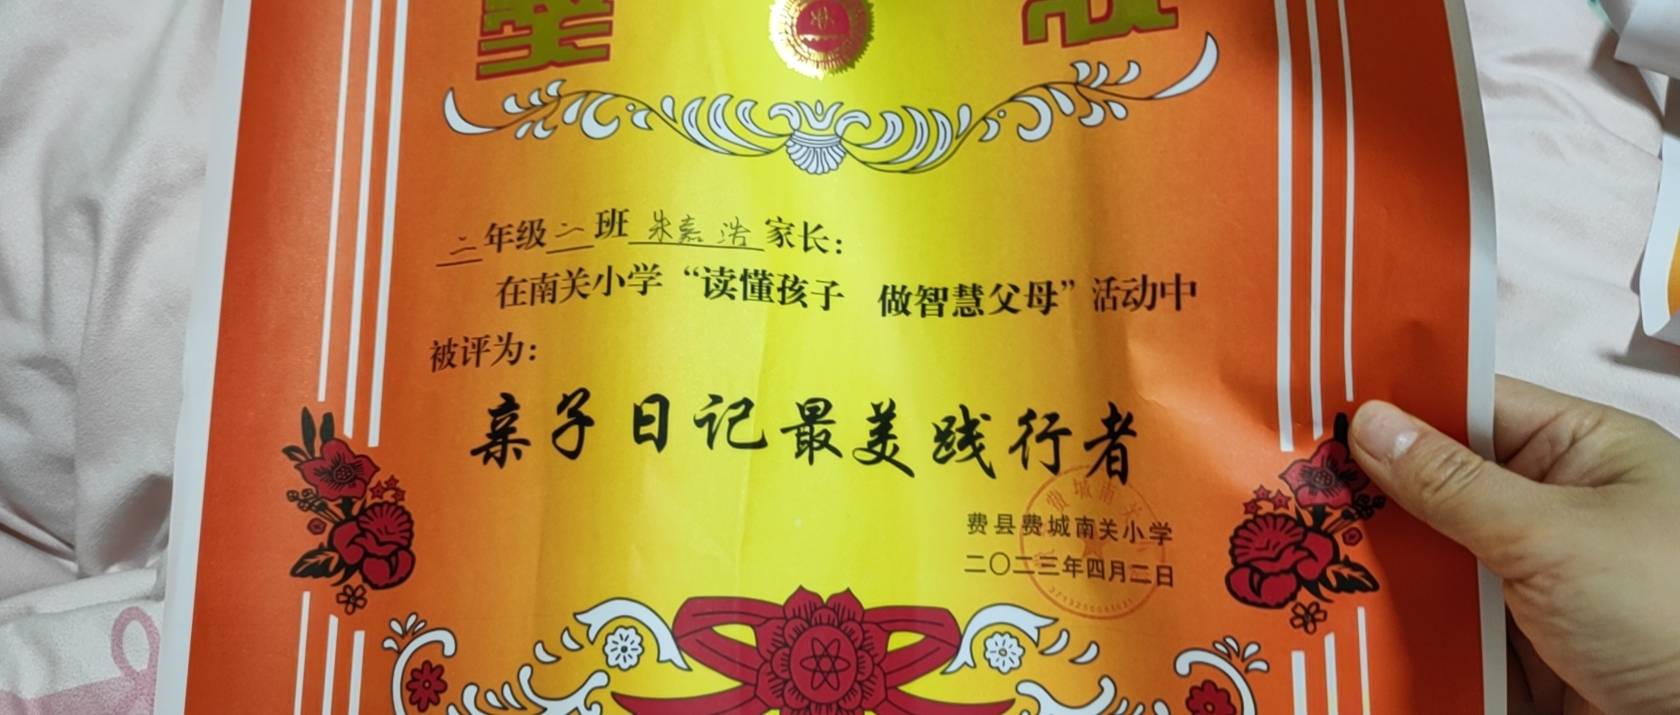 奖 状
二年级二班 朱嘉浩 家长：
在南关小学“读懂孩子 做智慧父母”活动中
被评为：
亲子日记最美践行者
费县费城南关小学
二〇二三年四月二日